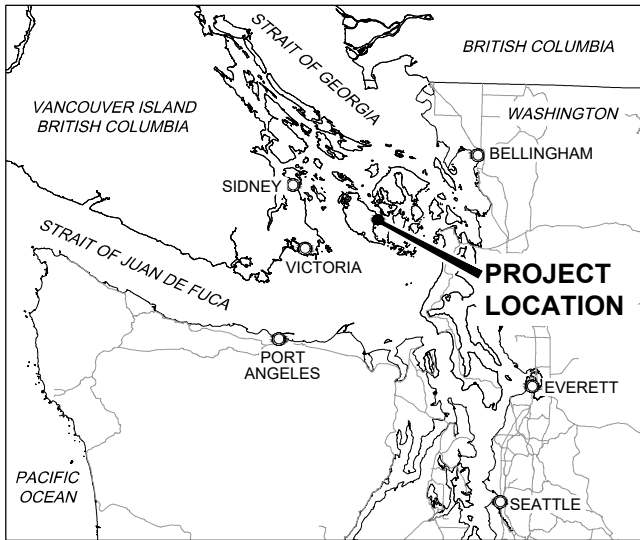 BRITISH COLUMBIA
STRAIT OF GEORGIA
VANCOUVER ISLAND
BRITISH COLUMBIA
WASHINGTON
BELLINGHAM
SIDNEY
VICTORIA
STRAIT OF JUAN DE FUCA
PROJECT
LOCATION
PORT
ANGELES
EVERETT
PACIFIC
OCEAN
SEATTLE